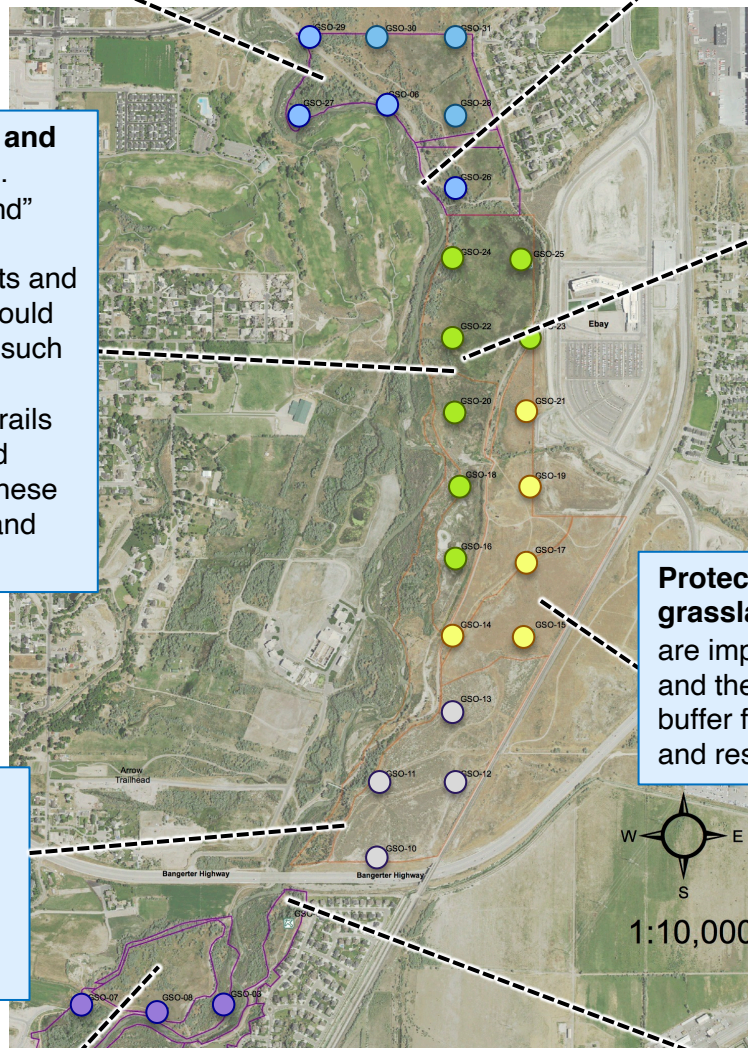 GSO-29
GSO-30
GSO-31
GSO-27
GSO-06
GSO-28
GSO-26
and
.
nd”
ts and
ould
such
rails
d
hese
and
GSO-24
GSO-25
GSO-22
23
Ebay
GSO-20
GSO-21
GSO-18
GSO-19
GSO-16
GSO-17
GSO-14
GSO-15
Protec
grassla
are imp
and the
buffer f
and res
GSO-13
Arrow
Trailhead
GSO-11
GSO-12
GSO-10
Bangerter Highway
Bangerter Highway
W
E
S
1:10,000
GSO
GSO-07
GSO-08